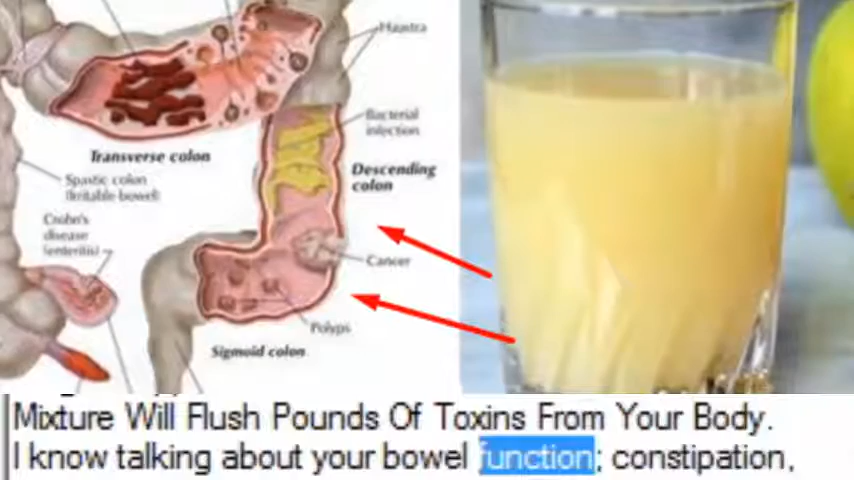 Haustra
Bacterial
infection
Transverse colon
Descending
colon
Spastic colon
(Irritable bowel)
Crohn's
disease
(enteritis)
Cancer
Polyps
Sigmoid colon
Mixture Will Flush Pounds Of Toxins From Your Body.
I know talking about your bowel function; constipation,